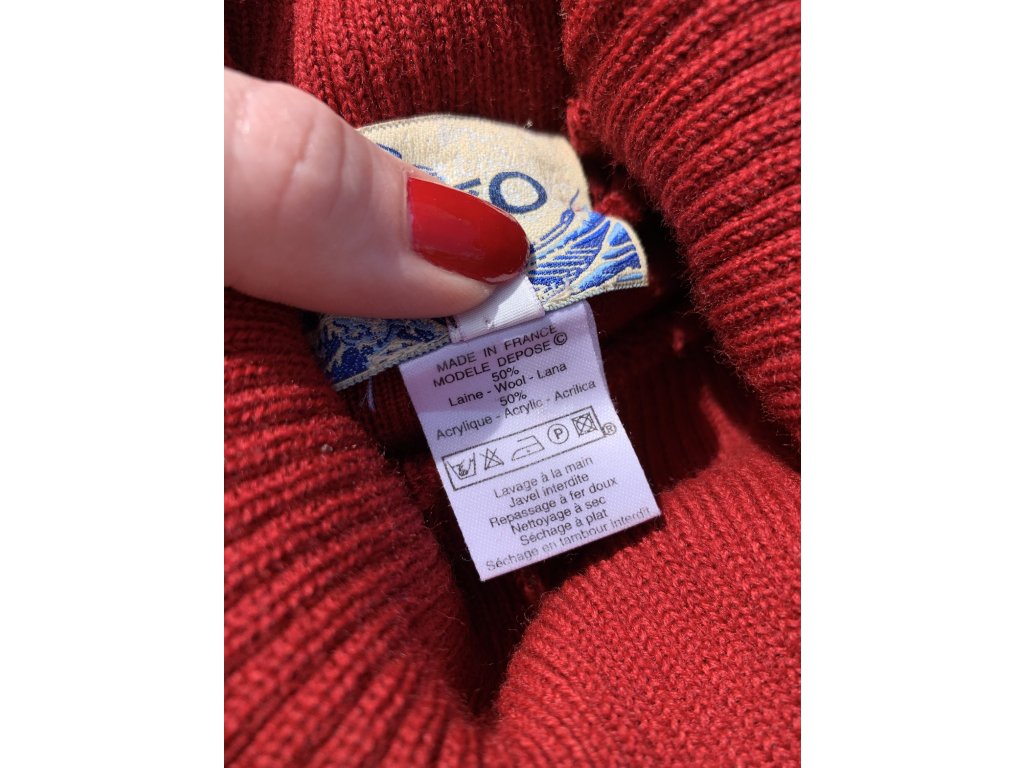 MADE IN FRANCE
MODELE DEPOSE ©
50%
Laine - Wool - Lana
50%
Acrylique - Acrylic - Acrilica
P
®
Lavage à la main
Javel interdite
Repassage à fer doux
Nettoyage à sec
Séchage à plat
Séchage en tambour interdit